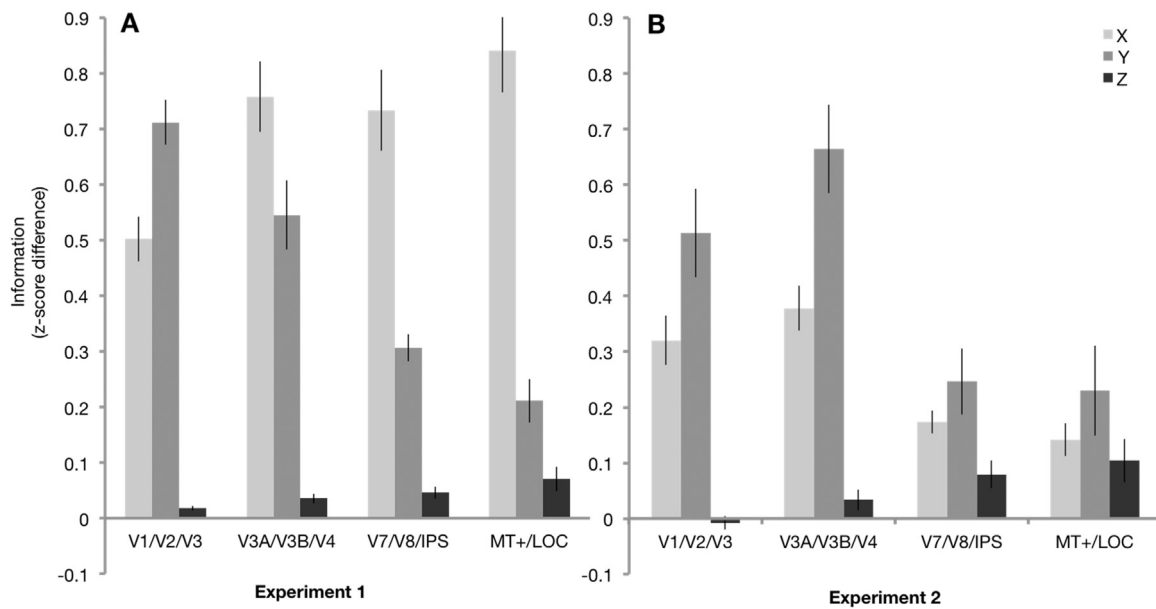 A
0.9
0.8
0.7
0.6
0.5
0.4
0.3
0.2
0.1
0
-0.1
Information
(z-score difference)
V1/V2/V3 V3A/V3B/V4 V7/V8/IPS MT+/LOC
Experiment 1
B
0.9
0.8
0.7
0.6
0.5
0.4
0.3
0.2
0.1
0
-0.1
X
Y
Z
V1/V2/V3 V3A/V3B/V4 V7/V8/IPS MT+/LOC
Experiment 2